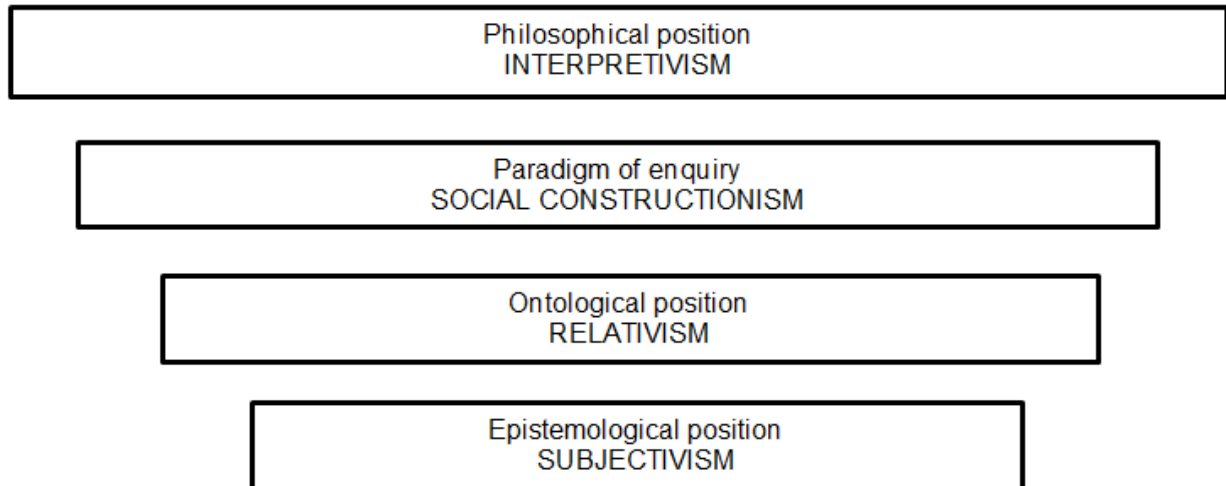 Philosophical position
INTERPRETIVISM
Paradigm of enquiry
SOCIAL CONSTRUCTIONISM
Ontological position
RELATIVISM
Epistemological position
SUBJECTIVISM